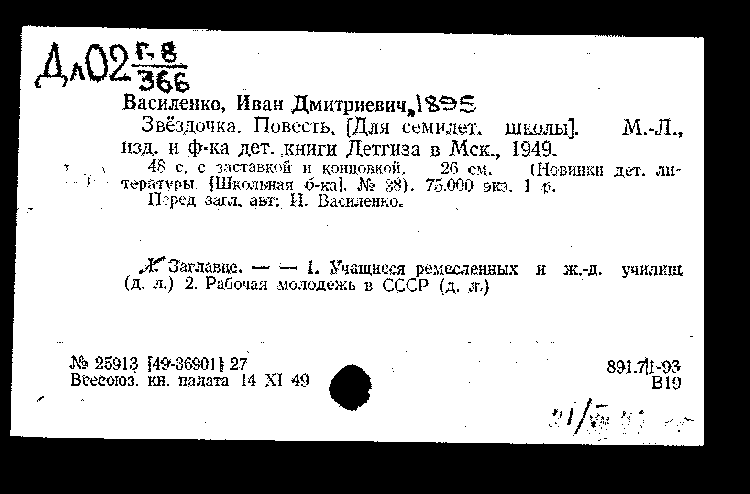 Дл02 Г-8
366
Василенко, Иван Дмитриевич, 1895
Звёздочка. Повесть. [Для семилет. школы]. М.-Л.,
изд. и ф-ка дет. книги Детгиза в Мск., 1949.
48 с. с заставкой и концовкой. 26 см. (Новинки дет. ли-
тературы. [Школьная б-ка]. № 38). 75.000 экз. 1 р.
Перед загл. авт: И. Василенко.
Заглавие. — — 1. Учащиеся ремесленных и ж.-д. училищ
(д. л.) 2. Рабочая молодежь в СССР (д. л.)
№ 25913 [49-36901] 27
Всесоюз. кн. палата 14 XI 49
891.71-93
В19